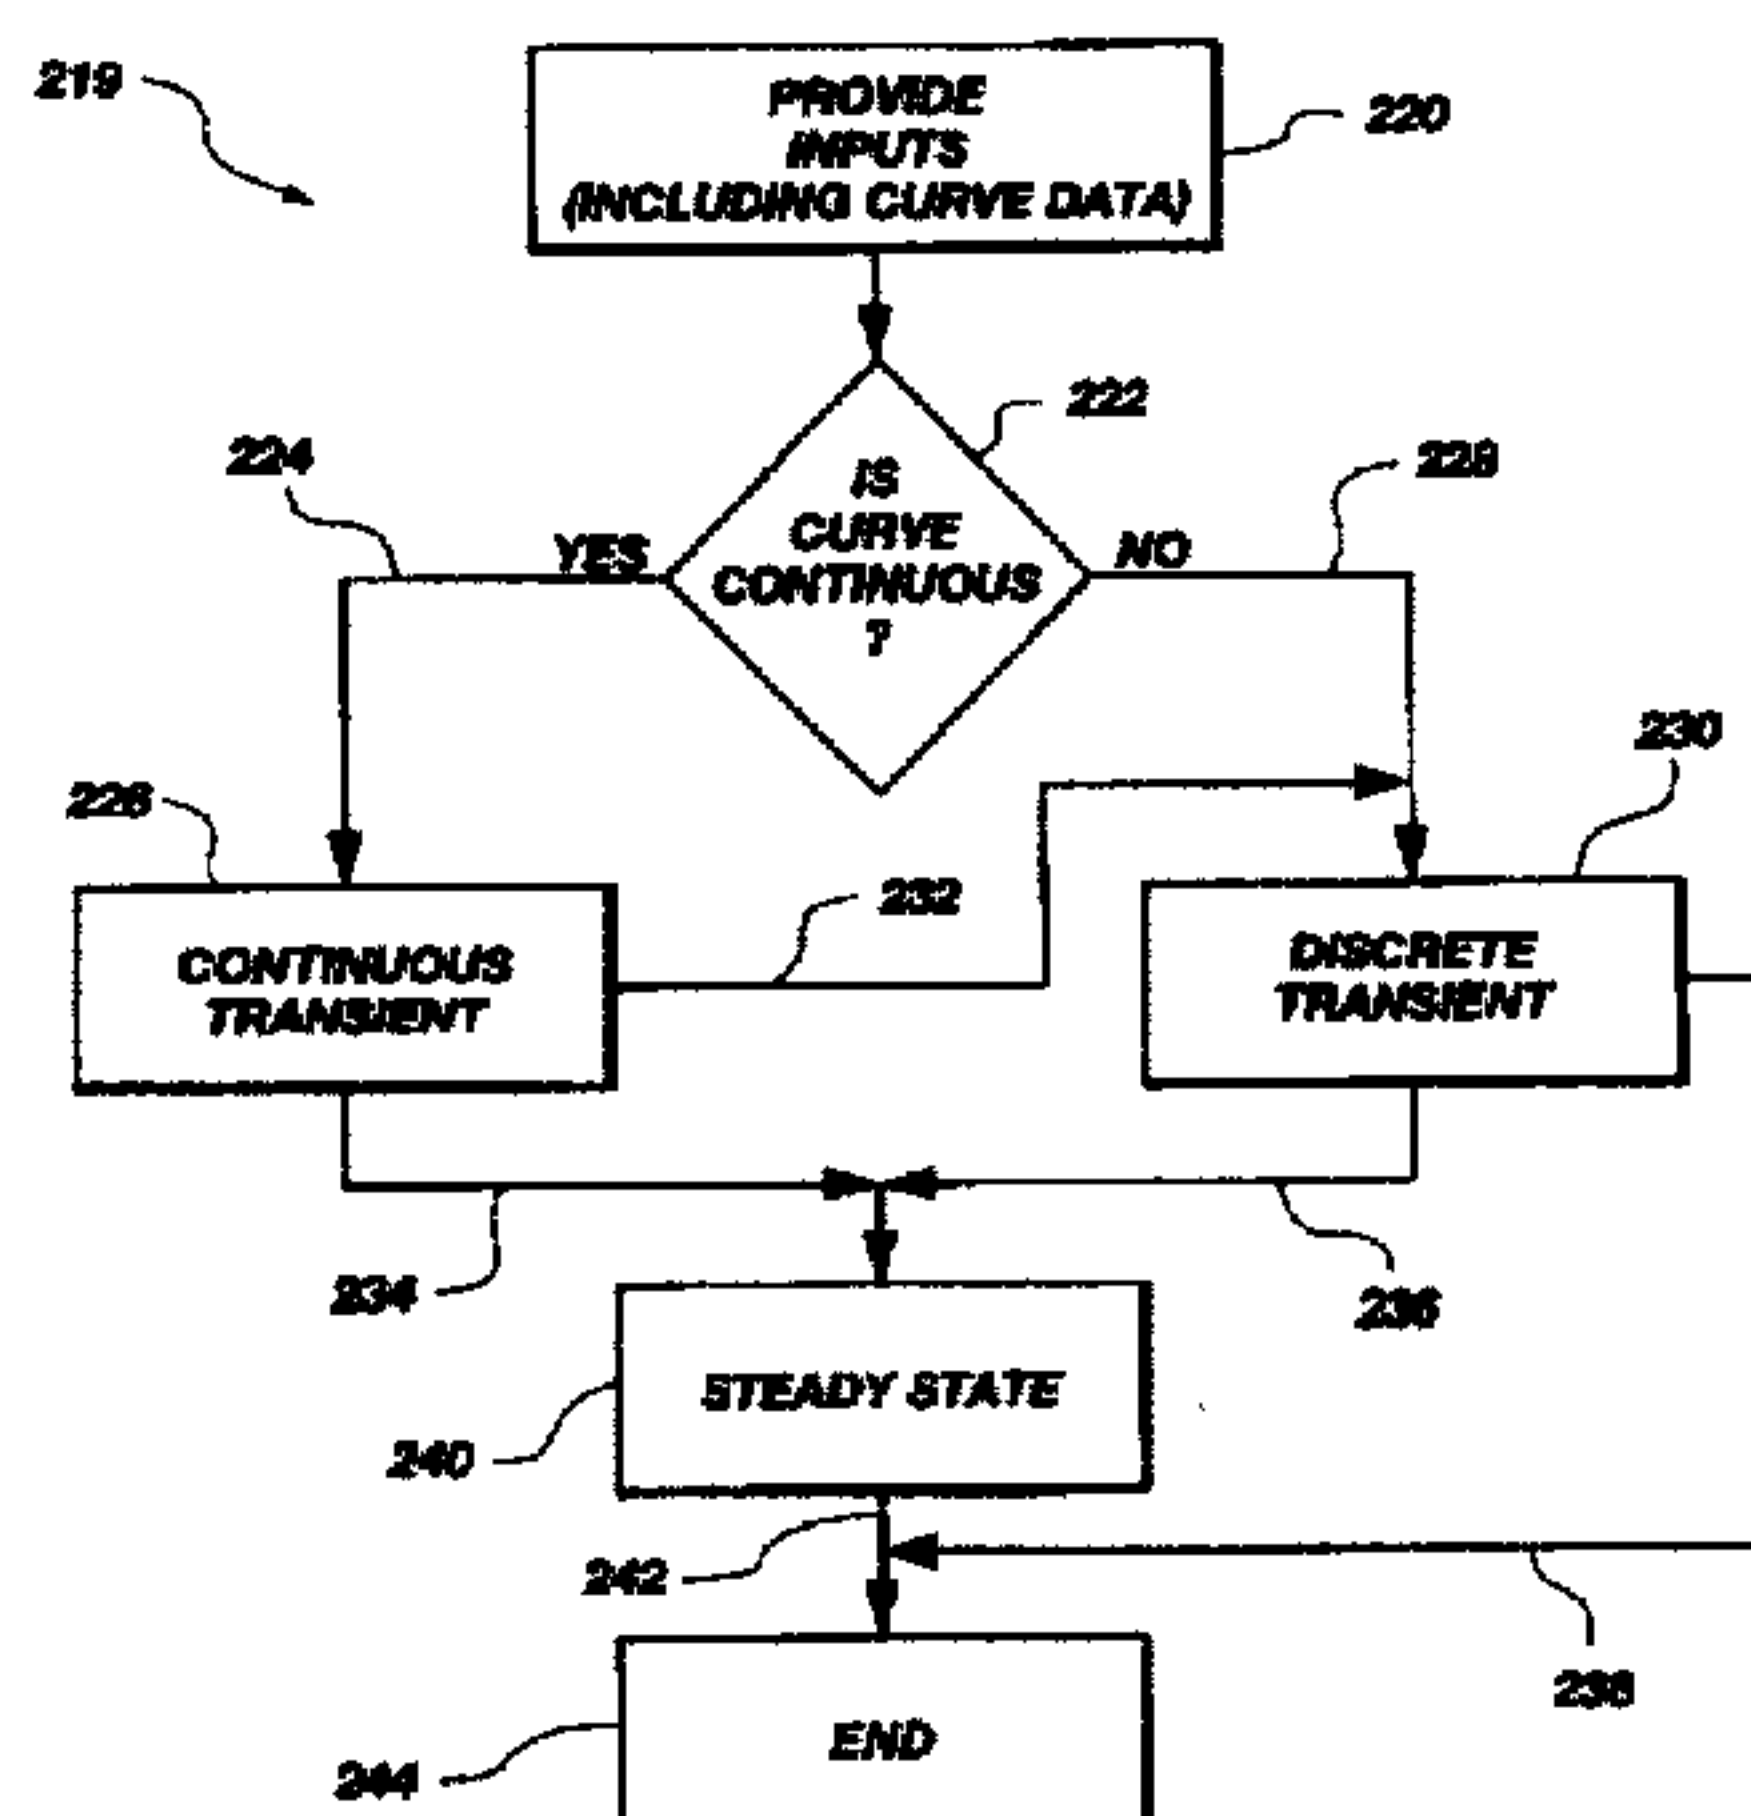 219
PROVIDE
INPUTS
(INCLUDING CURVE DATA)
220
222
224
228
IS
CURVE
CONTINUOUS
?
YES
NO
230
226
232
CONTINUOUS
TRANSIENT
DISCRETE
TRANSIENT
234
236
STEADY STATE
240
242
238
END
244